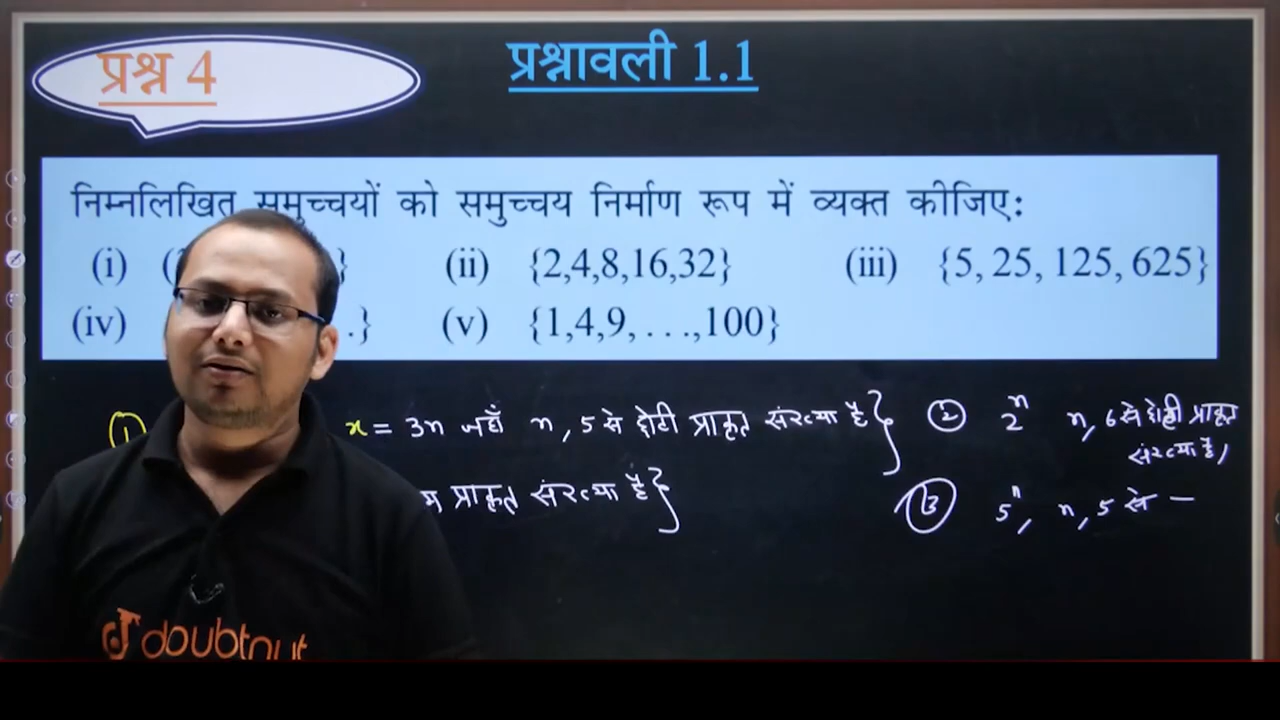 प्रश्न 4
प्रश्नावली 1.1
निम्नलिखित समुच्चयों को समुच्चय निर्माण रूप में व्यक्त कीजिए:
(i) } (ii) {2,4,8,16,32} (iii) {5, 25, 125, 625}
(iv) .} (v) {1,4,9, . . .,100}
1 x = 3n जहाँ n, 5 से छोटी प्राकृत संख्या है}
म प्राकृत संख्या है}
2 2ⁿ n, 6 से छोटी प्राकृत
संख्या है,
3 5ⁿ, n, 5 से —
doubtnut